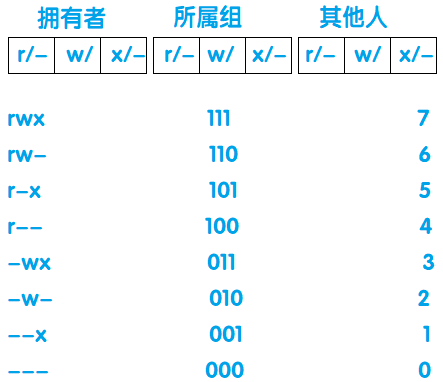 拥有者 所属组 其他人
r/– w/ x/– r/– w/ x/– r/– w/ x/–
rwx 111 7
rw– 110 6
r–x 101 5
r–– 100 4
–wx 011 3
–w– 010 2
––x 001 1
––– 000 0